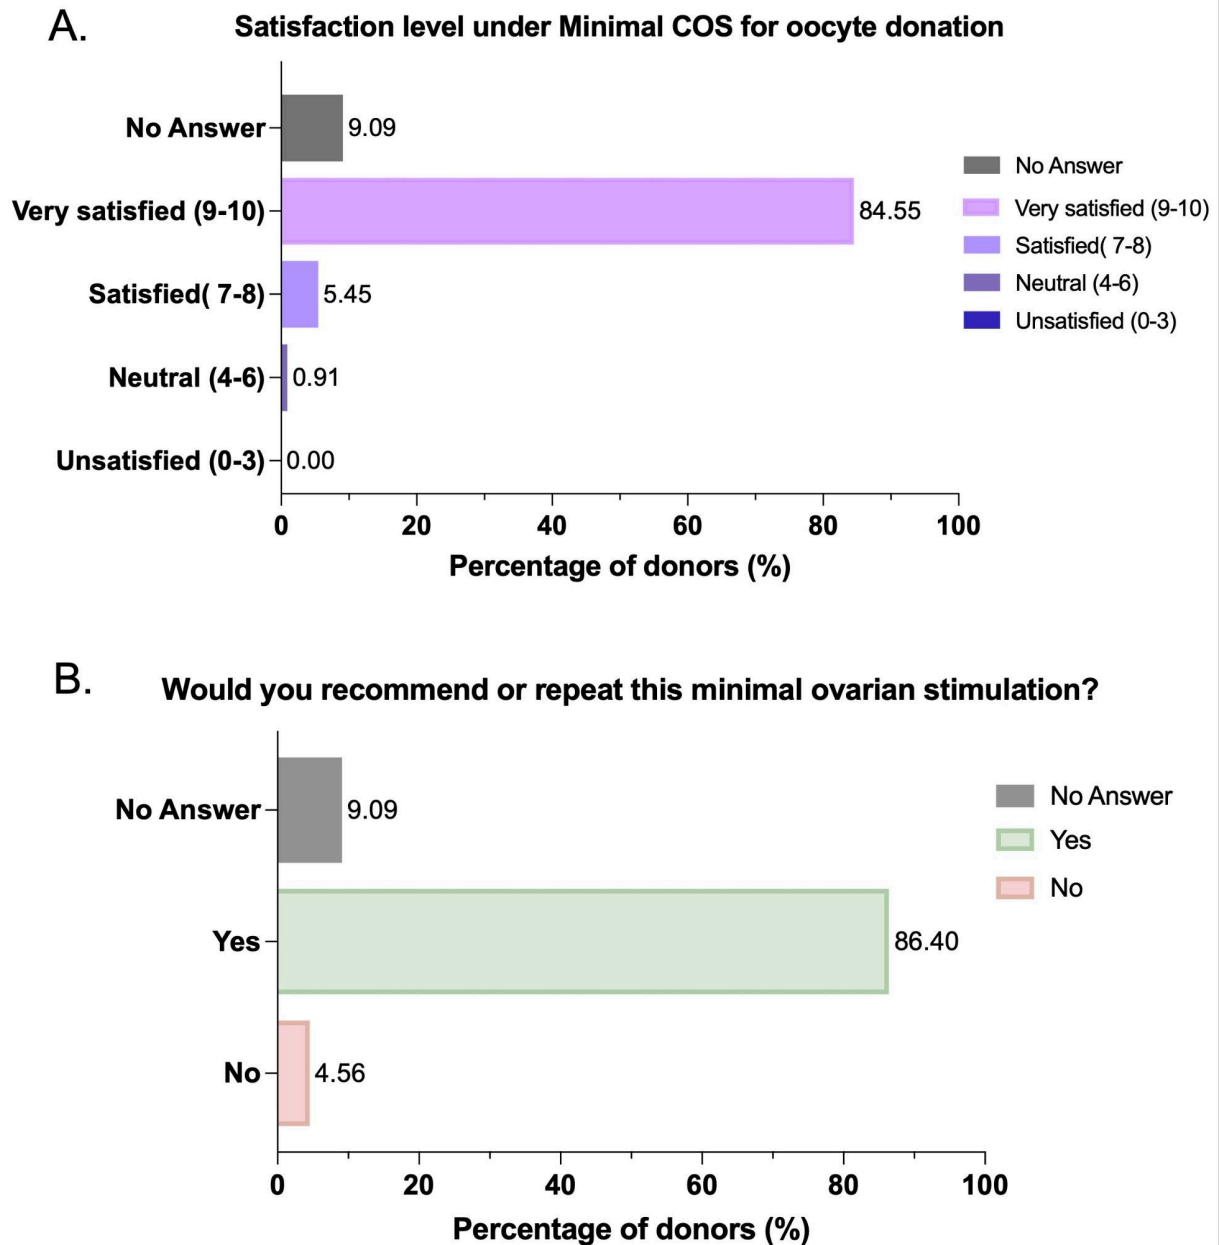 A.
Satisfaction level under Minimal COS for oocyte donation
No Answer
9.09
Very satisfied (9-10)
84.55
Satisfied( 7-8)
5.45
Neutral (4-6)
0.91
Unsatisfied (0-3)
0.00
0 20 40 60 80 100
Percentage of donors (%)
No Answer
Very satisfied (9-10)
Satisfied( 7-8)
Neutral (4-6)
Unsatisfied (0-3)
B.
Would you recommend or repeat this minimal ovarian stimulation?
No Answer
9.09
Yes
86.40
No
4.56
0 20 40 60 80 100
Percentage of donors (%)
No Answer
Yes
No